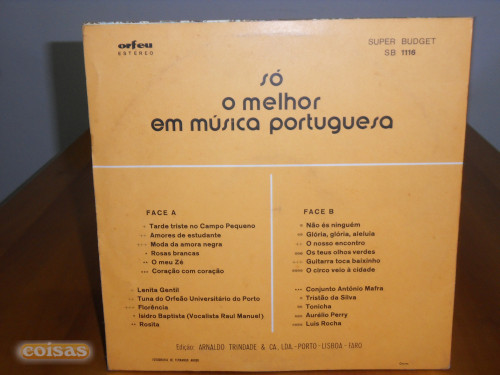 orfeu
ESTÉREO
SUPER BUDGET
SB 1116
só
o melhor
em música portuguesa
FACE A
Tarde triste no Campo Pequeno
Amores de estudante
Moda da amora negra
Rosas brancas
O meu Zé
Coração com coração
Lenita Gentil
Tuna do Orfeão Universitário do Porto
Florência
Isidro Baptista (Vocalista Raul Manuel)
Rosita
FACE B
Não és ninguém
Glória, glória, aleluia
O nosso encontro
Os teus olhos verdes
Guitarra toca baixinho
O circo veio à cidade
Conjunto António Mafra
Tristão da Silva
Tonicha
Aurélio Perry
Luis Rocha
Edição: ARNALDO TRINDADE & CA. LDA. - PORTO - LISBOA - FARO
coisas